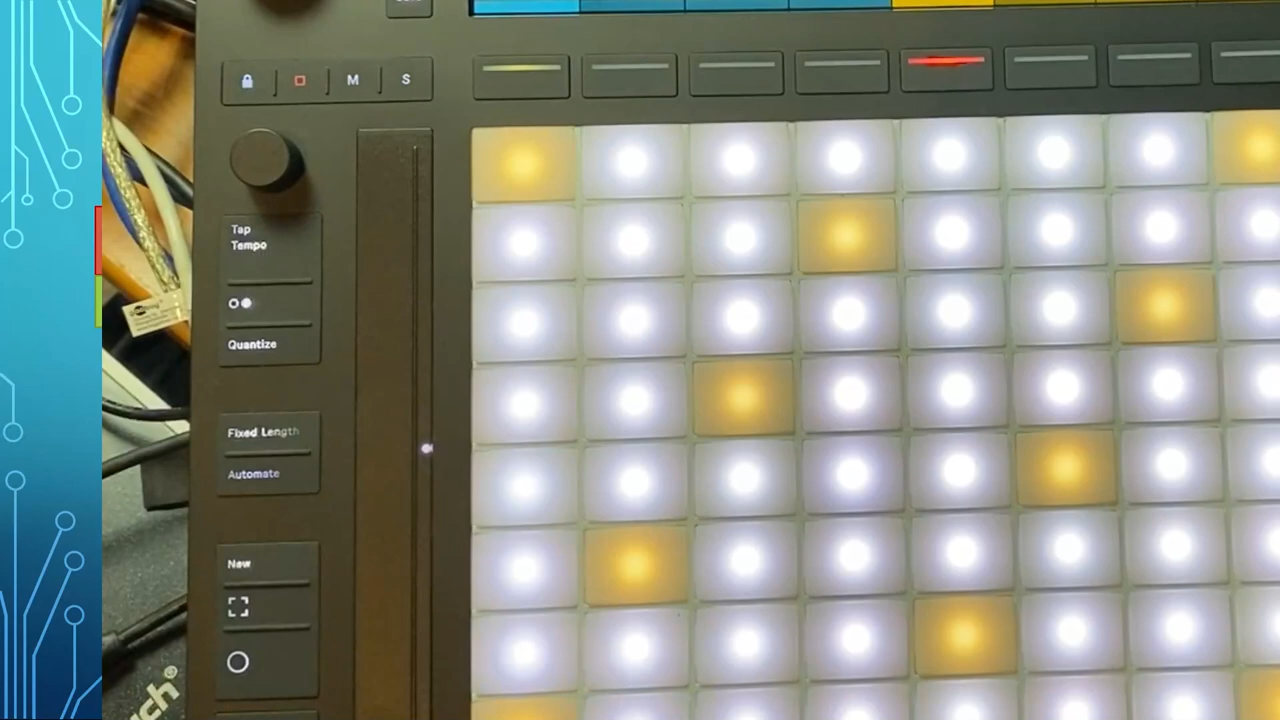 M S
Tap
Tempo
Quantize
Fixed Length
Automate
New